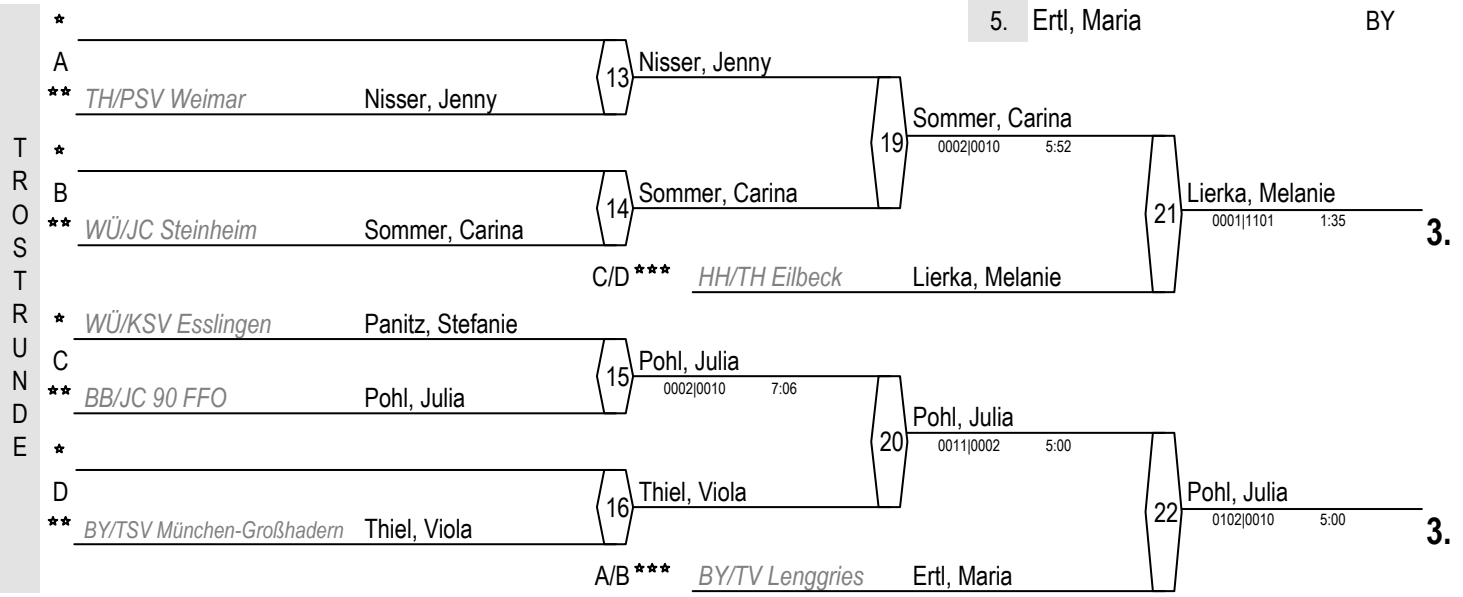 5. Ertl, Maria BY
TROSTRUNDE
*
A
13 Nisser, Jenny
** TH/PSV Weimar Nisser, Jenny
19 Sommer, Carina
0002|0010 5:52
*
B
14 Sommer, Carina
** WÜ/JC Steinheim Sommer, Carina
21 Lierka, Melanie
0001|1101 1:35
3.
C/D *** HH/TH Eilbeck Lierka, Melanie
* WÜ/KSV Esslingen Panitz, Stefanie
C
15 Pohl, Julia
0002|0010 7:06
** BB/JC 90 FFO Pohl, Julia
20 Pohl, Julia
0011|0002 5:00
*
D
16 Thiel, Viola
** BY/TSV München-Großhadern Thiel, Viola
22 Pohl, Julia
0102|0010 5:00
3.
A/B *** BY/TV Lenggries Ertl, Maria